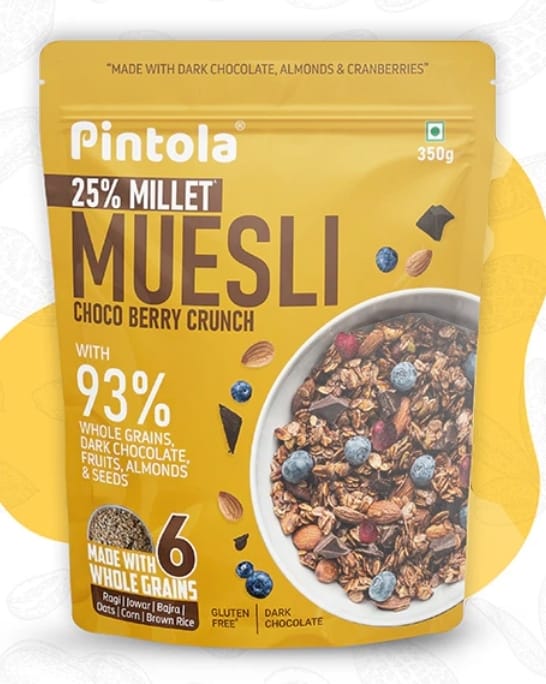 "MADE WITH DARK CHOCOLATE, ALMONDS & CRANBERRIES"
Pintola®
350g
25% MILLET*
MUESLI
CHOCO BERRY CRUNCH
WITH
93%
WHOLE GRAINS,
DARK CHOCOLATE,
FRUITS, ALMONDS
& SEEDS
MADE WITH 6
WHOLE GRAINS
Ragi | Jowar | Bajra |
Oats | Corn | Brown Rice
GLUTEN FREE* | DARK CHOCOLATE